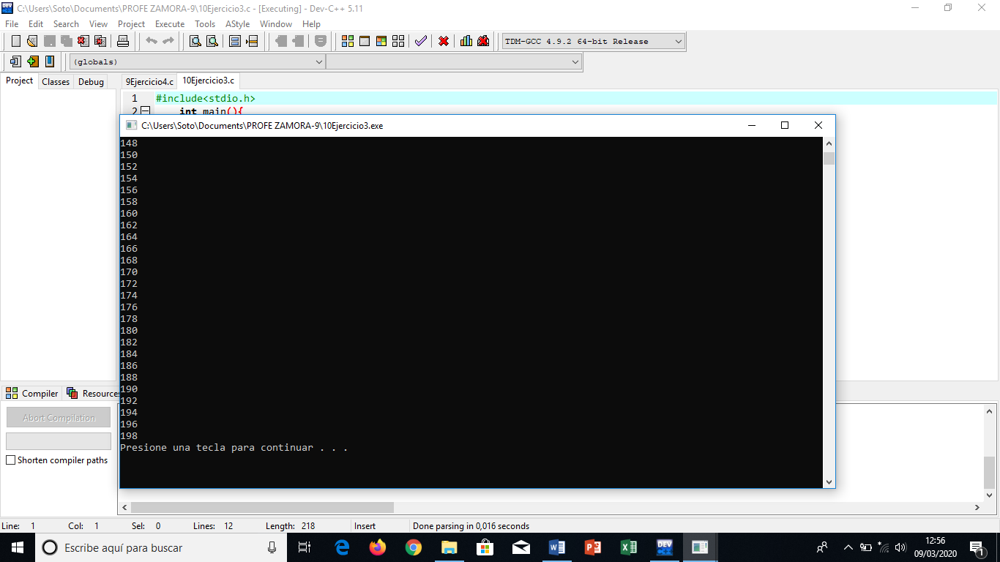 C:\Users\Soto\Documents\PROFE ZAMORA-9\10Ejercicio3.c - [Executing] - Dev-C++ 5.11
File Edit Search View Project Execute Tools AStyle Window Help
TDM-GCC 4.9.2 64-bit Release
(globals)
Project Classes Debug 9Ejercicio4.c 10Ejercicio3.c
1 #include<stdio.h>
2 int main(){
C:\Users\Soto\Documents\PROFE ZAMORA-9\10Ejercicio3.exe
148
150
152
154
156
158
160
162
164
166
168
170
172
174
176
178
180
182
184
186
188
190
192
194
196
198
Presione una tecla para continuar . . .
Compiler Resources
Abort Compilation
Shorten compiler paths
Line: 1 Col: 1 Sel: 0 Lines: 12 Length: 218 Insert Done parsing in 0,016 seconds
Escribe aquí para buscar
DEV
12:56
09/03/2020
1